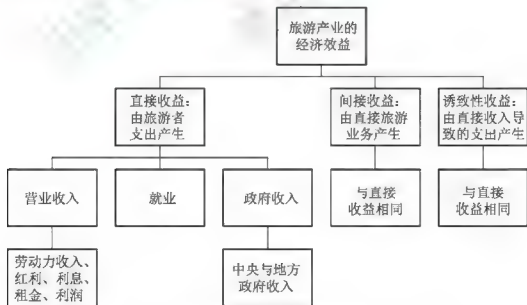 旅游产业的
经济效益
直接收益：
由旅游者
支出产生
间接收益：
由直接旅游
业务产生
诱致性收益：
由直接收入导
致的支出产生
营业收入
就业
政府收入
与直接
收益相同
与直接
收益相同
劳动力收入、
红利、利息、
租金、利润
中央与地方
政府收入